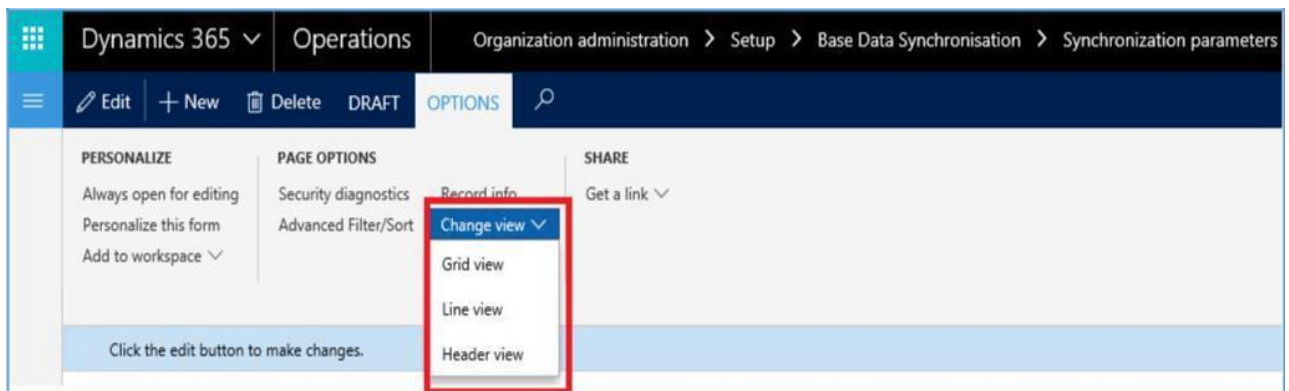 Dynamics 365 Operations Organization administration > Setup > Base Data Synchronisation > Synchronization parameters
Edit + New Delete DRAFT OPTIONS
PERSONALIZE
Always open for editing
Personalize this form
Add to workspace
PAGE OPTIONS
Security diagnostics
Advanced Filter/Sort
Record info
Change view
Grid view
Line view
Header view
SHARE
Get a link
Click the edit button to make changes.